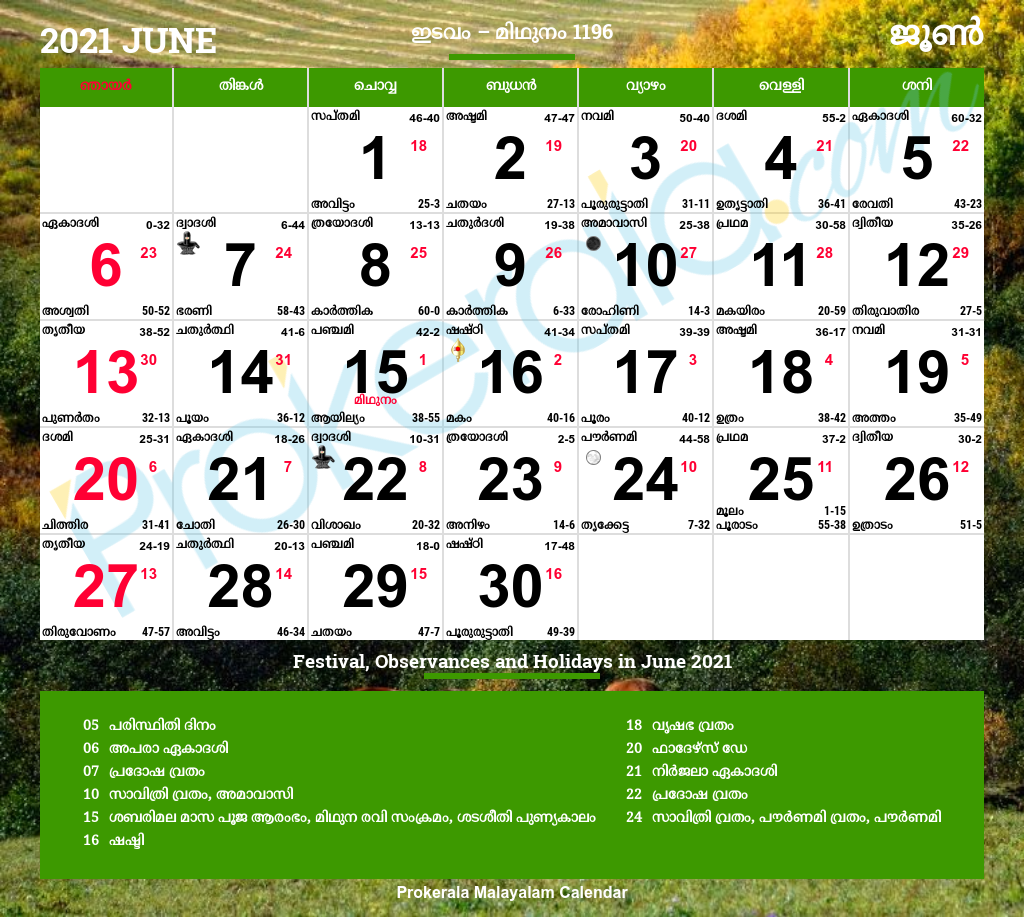 2021 JUNE
ഇടവം – മിഥുനം 1196
ജൂൺ
ഞായർ തിങ്കൾ ചൊവ്വ ബുധൻ വ്യാഴം വെള്ളി ശനി
സപ്തമി 46-40 അഷ്ടമി 47-47 നവമി 50-40 ദശമി 55-2 ഏകാദശി 60-32
1 18 2 19 3 20 4 21 5 22
അവിട്ടം 25-3 ചതയം 27-13 പൂരുരുട്ടാതി 31-11 ഉതൃട്ടാതി 36-41 രേവതി 43-23
ഏകാദശി 0-32 ദ്വാദശി 6-44 ത്രയോദശി 13-13 ചതുർദശി 19-38 അമാവാസി 25-38 പ്രഥമ 30-58 ദ്വിതീയ 35-26
6 23 7 24 8 25 9 26 10 27 11 28 12 29
അശ്വതി 50-52 ഭരണി 58-43 കാർത്തിക 60-0 കാർത്തിക 6-33 രോഹിണി 14-3 മകയിരം 20-59 തിരുവാതിര 27-5
തൃതീയ 38-52 ചതുർത്ഥി 41-6 പഞ്ചമി 42-2 ഷഷ്ഠി 41-34 സപ്തമി 39-39 അഷ്ടമി 36-17 നവമി 31-31
13 30 14 31 15 1 16 2 17 3 18 4 19 5
മിഥുനം
പുണർതം 32-13 പൂയം 36-12 ആയില്യം 38-55 മകം 40-16 പൂരം 40-12 ഉത്രം 38-42 അത്തം 35-49
ദശമി 25-31 ഏകാദശി 18-26 ദ്വാദശി 10-31 ത്രയോദശി 2-5 പൗർണമി 44-58 പ്രഥമ 37-2 ദ്വിതീയ 30-2
20 6 21 7 22 8 23 9 24 10 25 11 26 12
മൂലം 1-15
ചിത്തിര 31-41 ചോതി 26-30 വിശാഖം 20-32 അനിഴം 14-6 തൃക്കേട്ട 7-32 പൂരാടം 55-38 ഉത്രാടം 51-5
തൃതീയ 24-19 ചതുർത്ഥി 20-13 പഞ്ചമി 18-0 ഷഷ്ഠി 17-48
27 13 28 14 29 15 30 16
തിരുവോണം 47-57 അവിട്ടം 46-34 ചതയം 47-7 പൂരുരുട്ടാതി 49-39
prokerala.com
Festival, Observances and Holidays in June 2021
05 പരിസ്ഥിതി ദിനം
06 അപരാ ഏകാദശി
07 പ്രദോഷ വ്രതം
10 സാവിത്രി വ്രതം, അമാവാസി
15 ശബരിമല മാസ പൂജ ആരംഭം, മിഥുന രവി സംക്രമം, ശടശീതി പുണ്യകാലം
16 ഷഷ്ടി
18 വൃഷഭ വ്രതം
20 ഫാദേഴ്സ് ഡേ
21 നിർജലാ ഏകാദശി
22 പ്രദോഷ വ്രതം
24 സാവിത്രി വ്രതം, പൗർണമി വ്രതം, പൗർണമി
Prokerala Malayalam Calendar